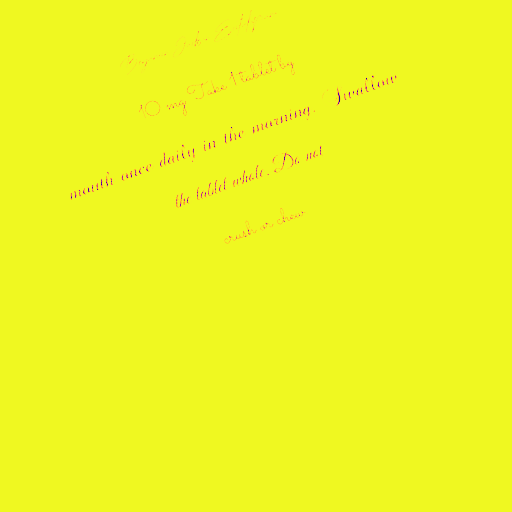 mg Take 1 tablet by
mouth once daily in the morning. Swallow
the tablet whole. Do not
crush or chew